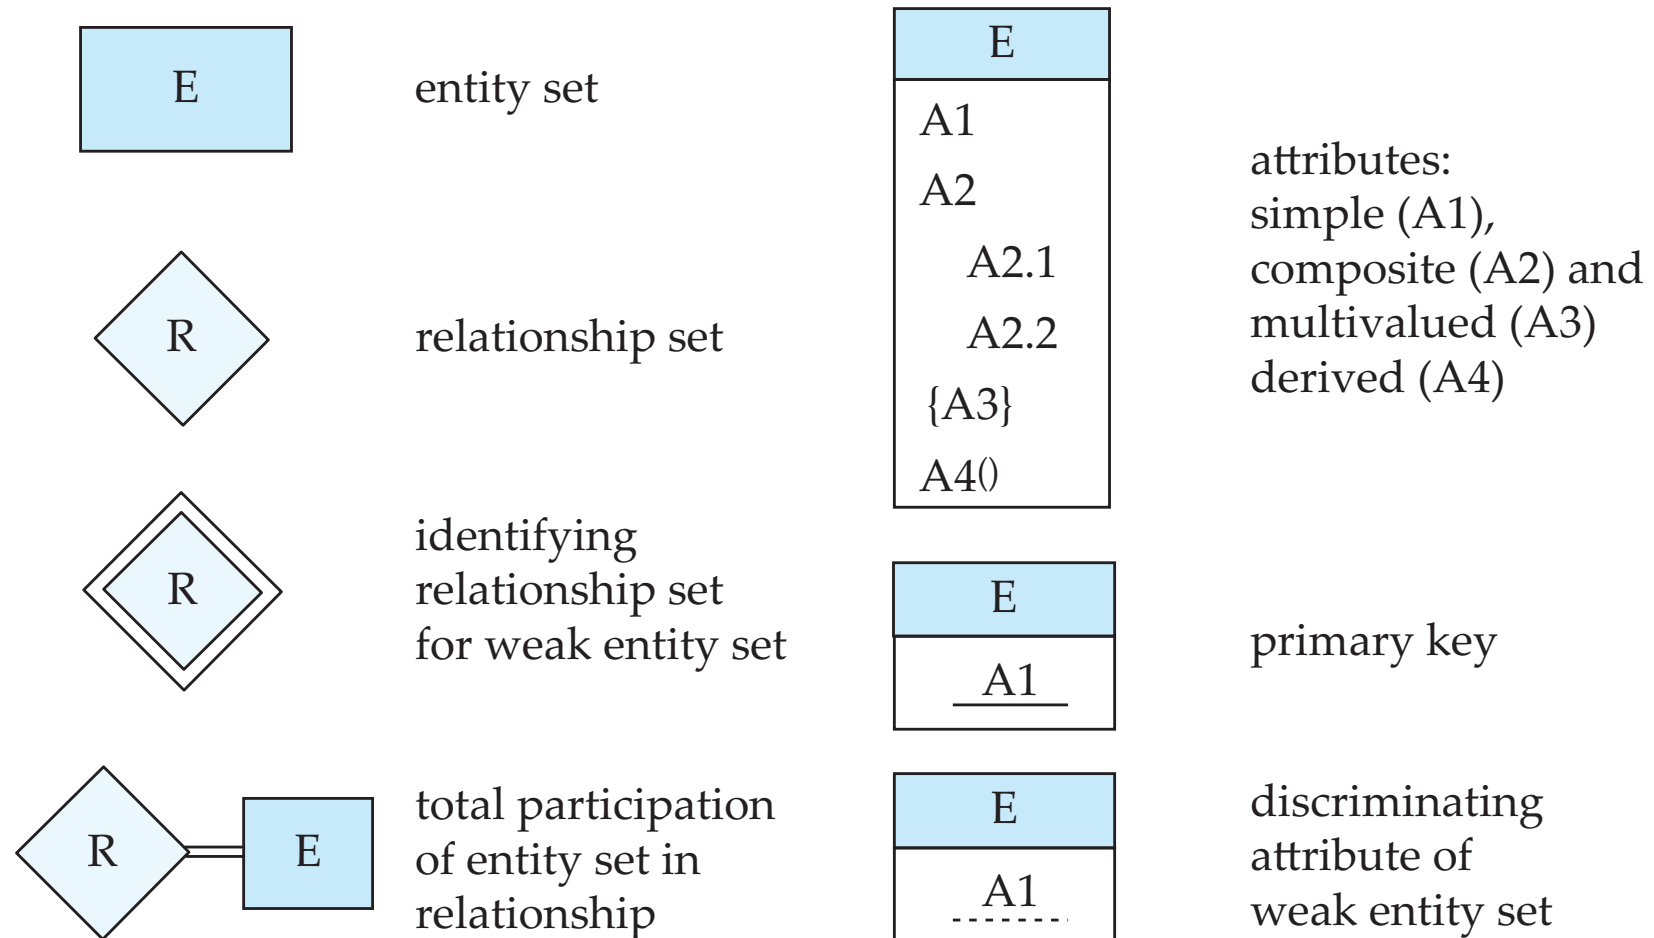 E
entity set
R
relationship set
R
identifying
relationship set
for weak entity set
R
E
total participation
of entity set in
relationship
E
A1
A2
A2.1
A2.2
{A3}
A4()
attributes:
simple (A1),
composite (A2) and
multivalued (A3)
derived (A4)
E
A1
primary key
E
A1
discriminating
attribute of
weak entity set